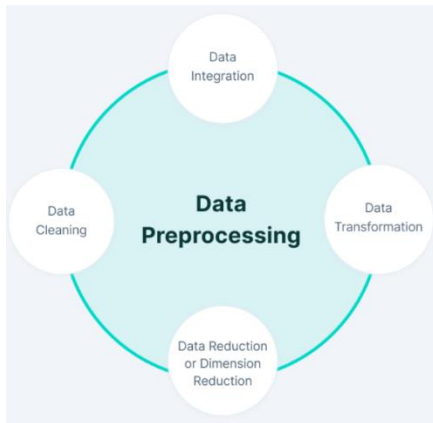 Data
Integration
Data
Cleaning
Data
Preprocessing
Data
Transformation
Data Reduction
or Dimension
Reduction